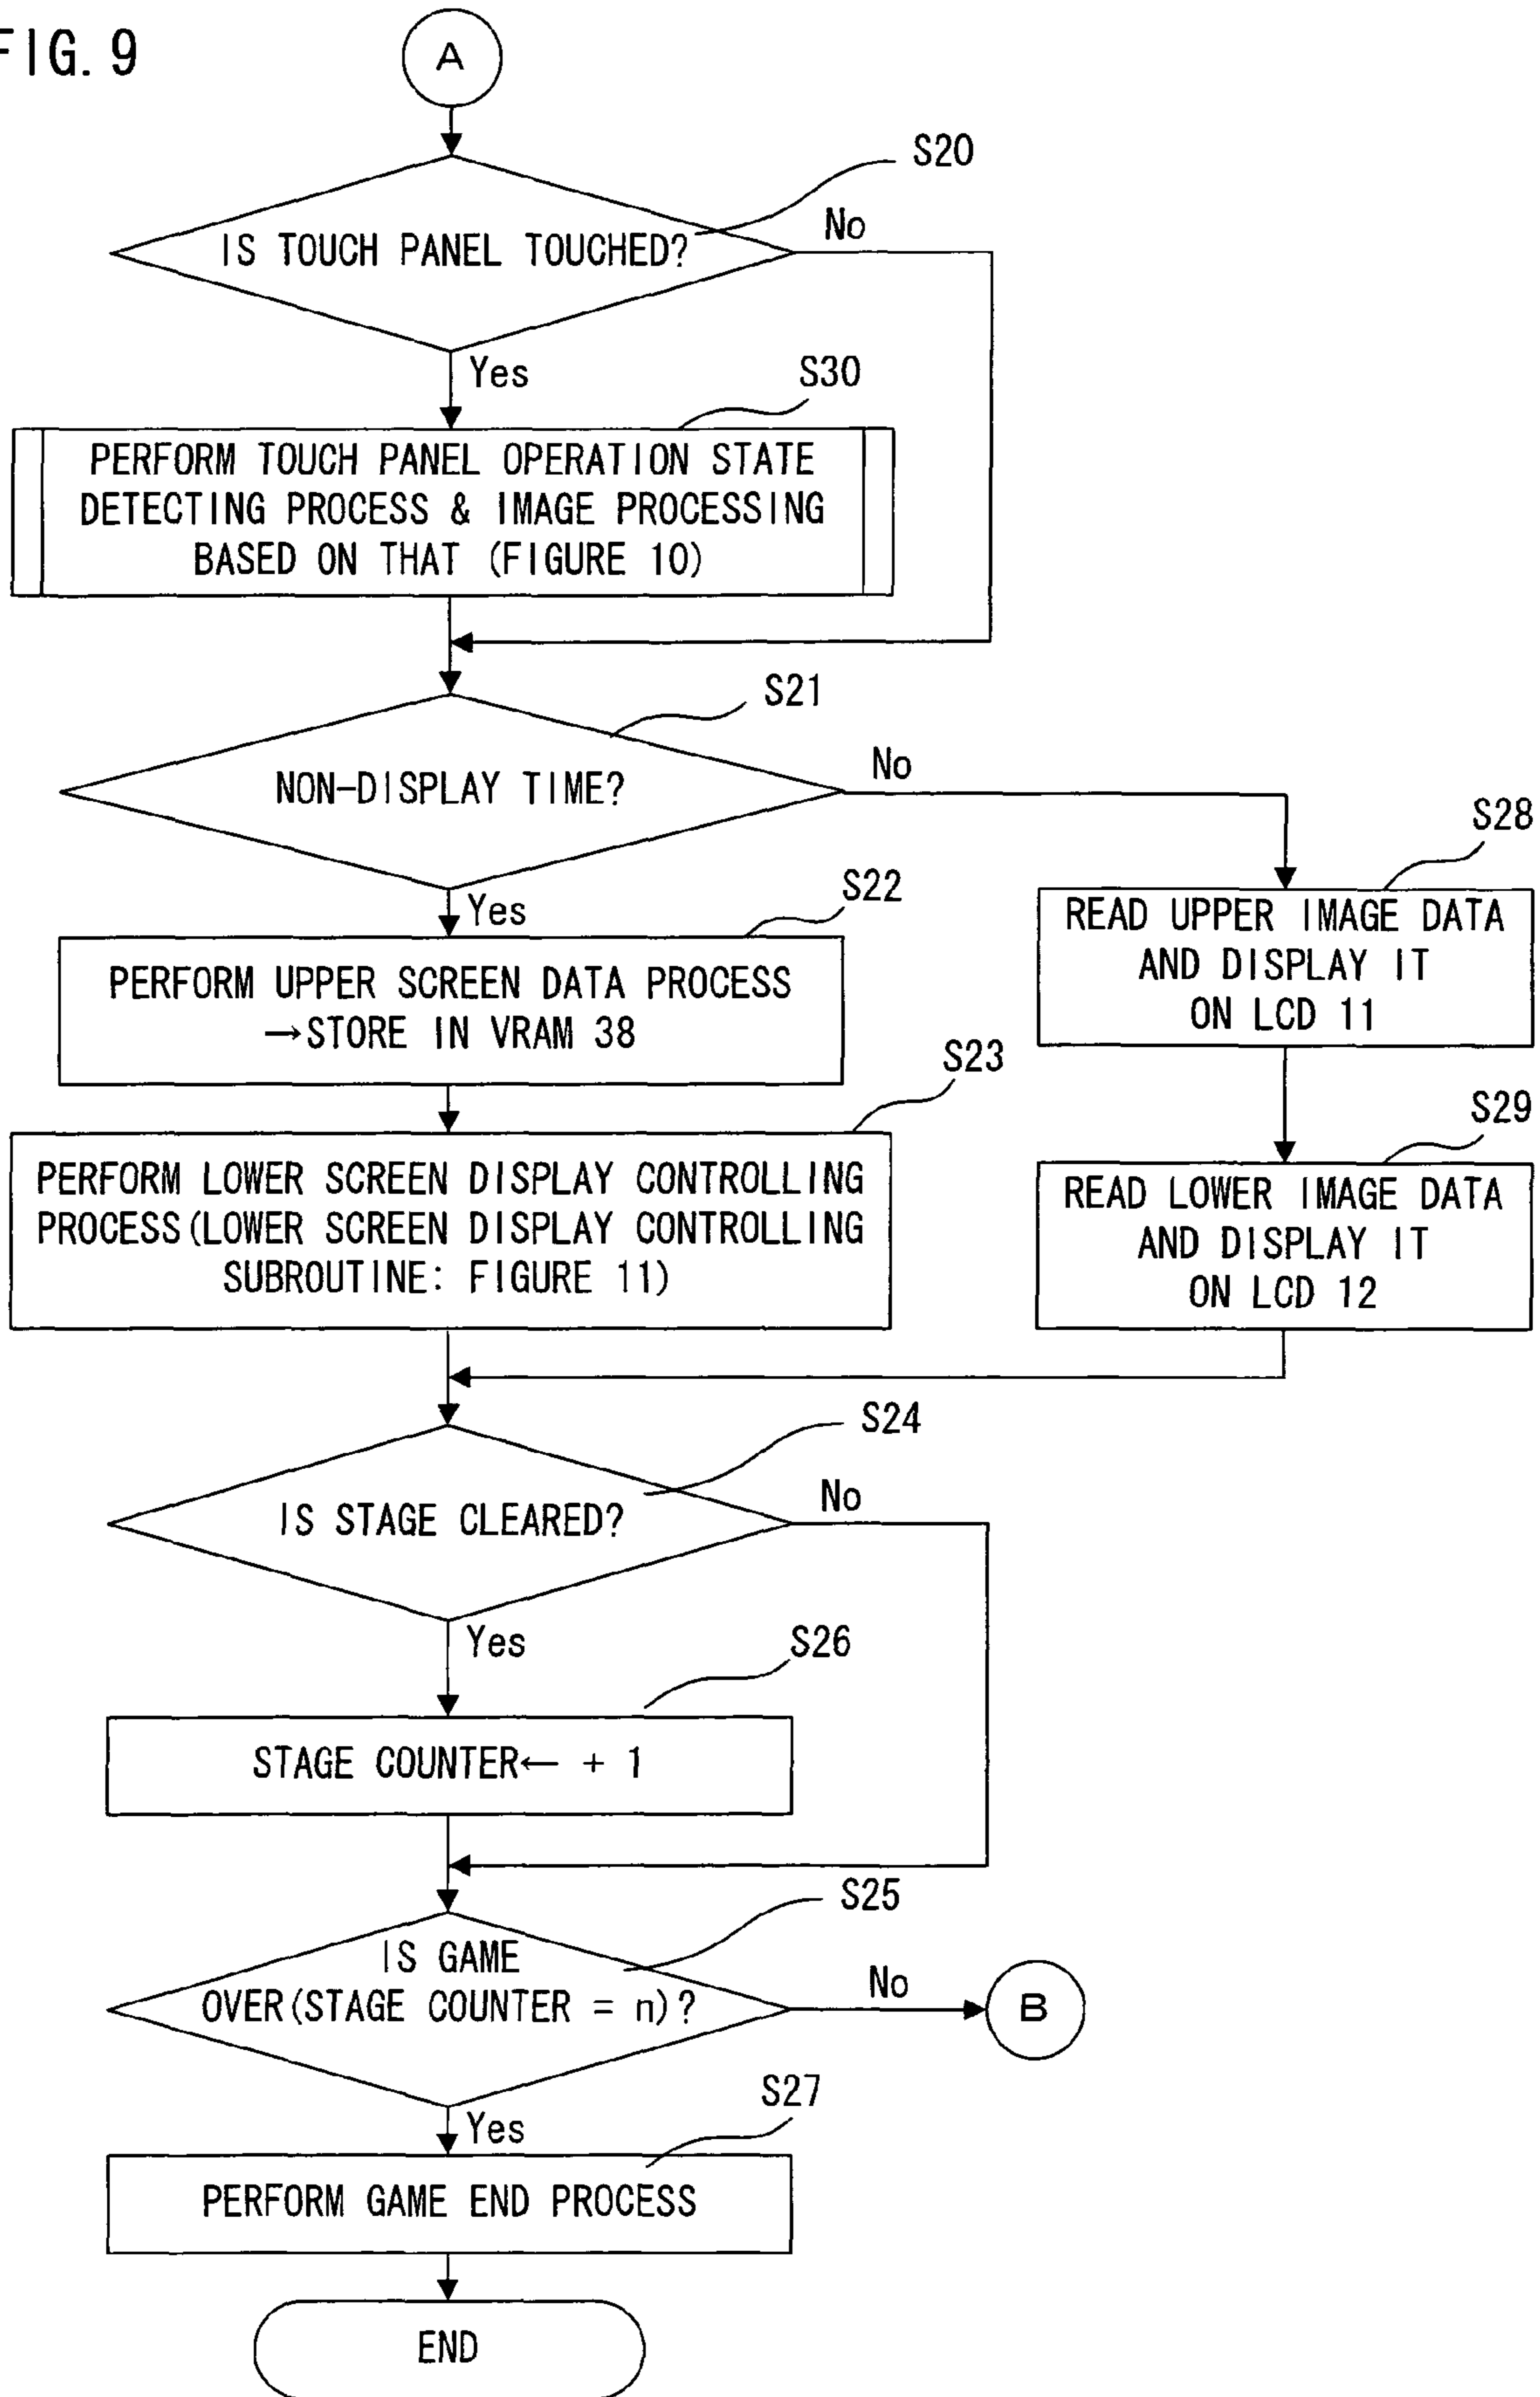 FIG. 9
A
S20
IS TOUCH PANEL TOUCHED?
No
Yes
S30
PERFORM TOUCH PANEL OPERATION STATE
DETECTING PROCESS & IMAGE PROCESSING
BASED ON THAT (FIGURE 10)
S21
NON-DISPLAY TIME?
No
Yes
S22
PERFORM UPPER SCREEN DATA PROCESS
→STORE IN VRAM 38
S28
READ UPPER IMAGE DATA
AND DISPLAY IT
ON LCD 11
S23
PERFORM LOWER SCREEN DISPLAY CONTROLLING
PROCESS(LOWER SCREEN DISPLAY CONTROLLING
SUBROUTINE: FIGURE 11)
S29
READ LOWER IMAGE DATA
AND DISPLAY IT
ON LCD 12
S24
IS STAGE CLEARED?
No
Yes
S26
STAGE COUNTER← + 1
S25
IS GAME
OVER(STAGE COUNTER = n)?
No
B
Yes
S27
PERFORM GAME END PROCESS
END